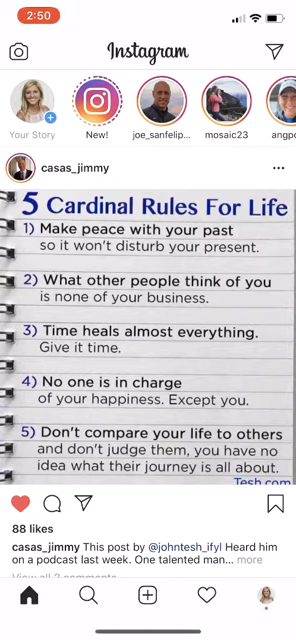 2:50
Instagram
Your Story
New!
joe_sanfelip...
mosaic23
angpo
casas_jimmy
5 Cardinal Rules For Life
1) Make peace with your past
so it won't disturb your present.
2) What other people think of you
is none of your business.
3) Time heals almost everything.
Give it time.
4) No one is in charge
of your happiness. Except you.
5) Don't compare your life to others
and don't judge them, you have no
idea what their journey is all about.
Tesh.com
88 likes
casas_jimmy This post by @johntesh_ifyl Heard him
on a podcast last week. One talented man... more
View all 2 comments